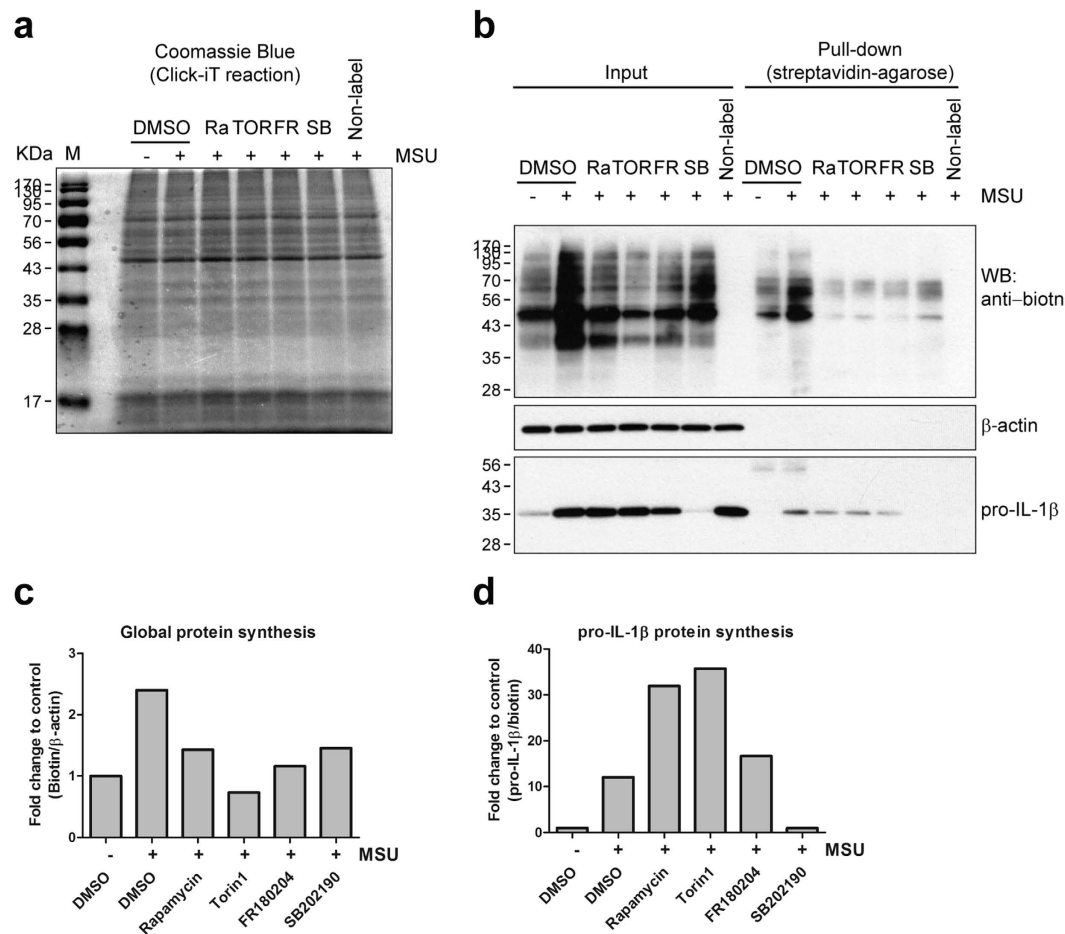 a
Coomassie Blue
(Click-iT reaction)
DMSO Ra TOR FR SB Non-label
KDa M - + + + + + + MSU
170
130
95
70
56
43
35
28
17
b
Input
Pull-down
(streptavidin-agarose)
DMSO Ra TOR FR SB Non-label DMSO Ra TOR FR SB Non-label
- + + + + + + - + + + + + + MSU
170
130
95
70
56
43
35
28
WB:
anti–biotn
β-actin
56
43
35
28
pro-IL-1β
c
Global protein synthesis
Fold change to control
(Biotin/β-actin)
3
2
1
0
- + + + + + MSU
DMSO DMSO Rapamycin Torin1 FR180204 SB202190
d
pro-IL-1β protein synthesis
Fold change to control
(pro-IL-1β/biotin)
40
30
20
10
0
- + + + + + MSU
DMSO DMSO Rapamycin Torin1 FR180204 SB202190